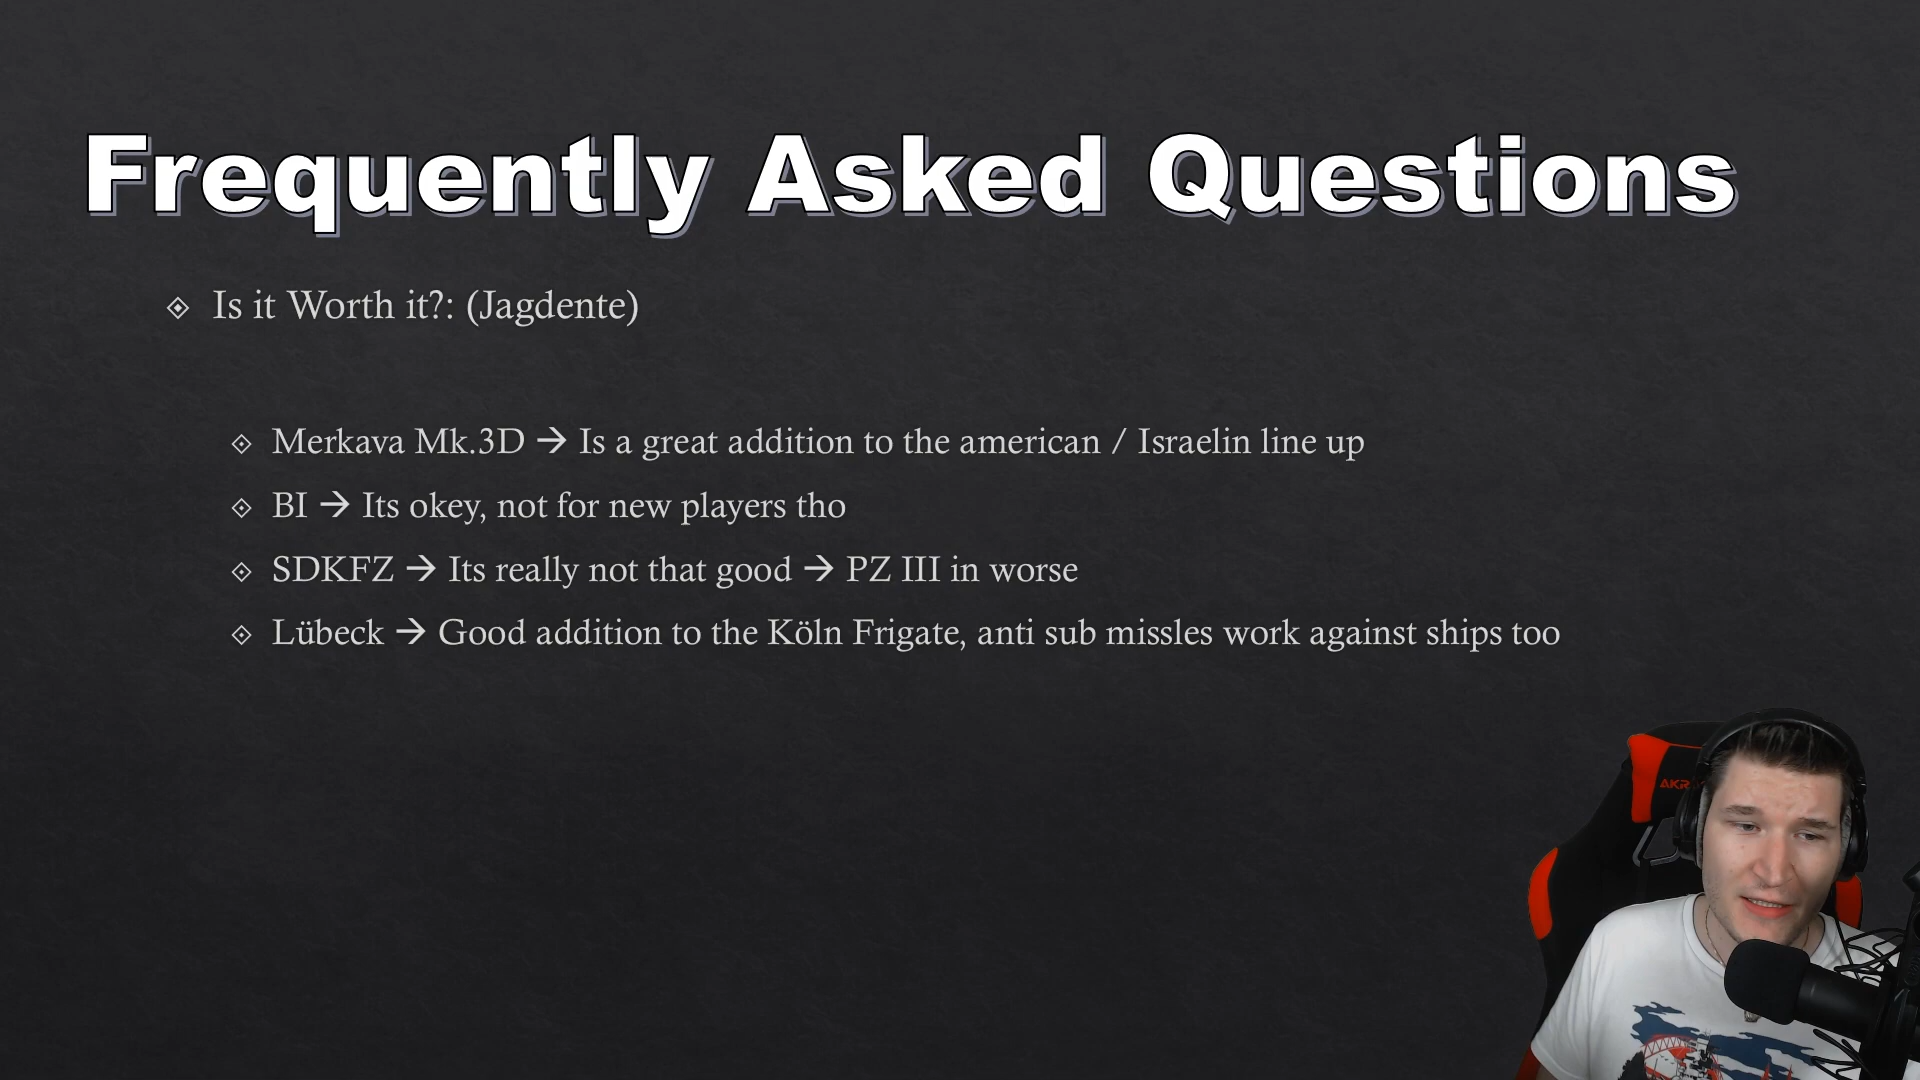 Frequently Asked Questions
Is it Worth it?: (Jagdente)
Merkava Mk.3D → Is a great addition to the american / Israelin line up
BI → Its okey, not for new players tho
SDKFZ → Its really not that good → PZ III in worse
Lübeck → Good addition to the Köln Frigate, anti sub missles work against ships too
AKR